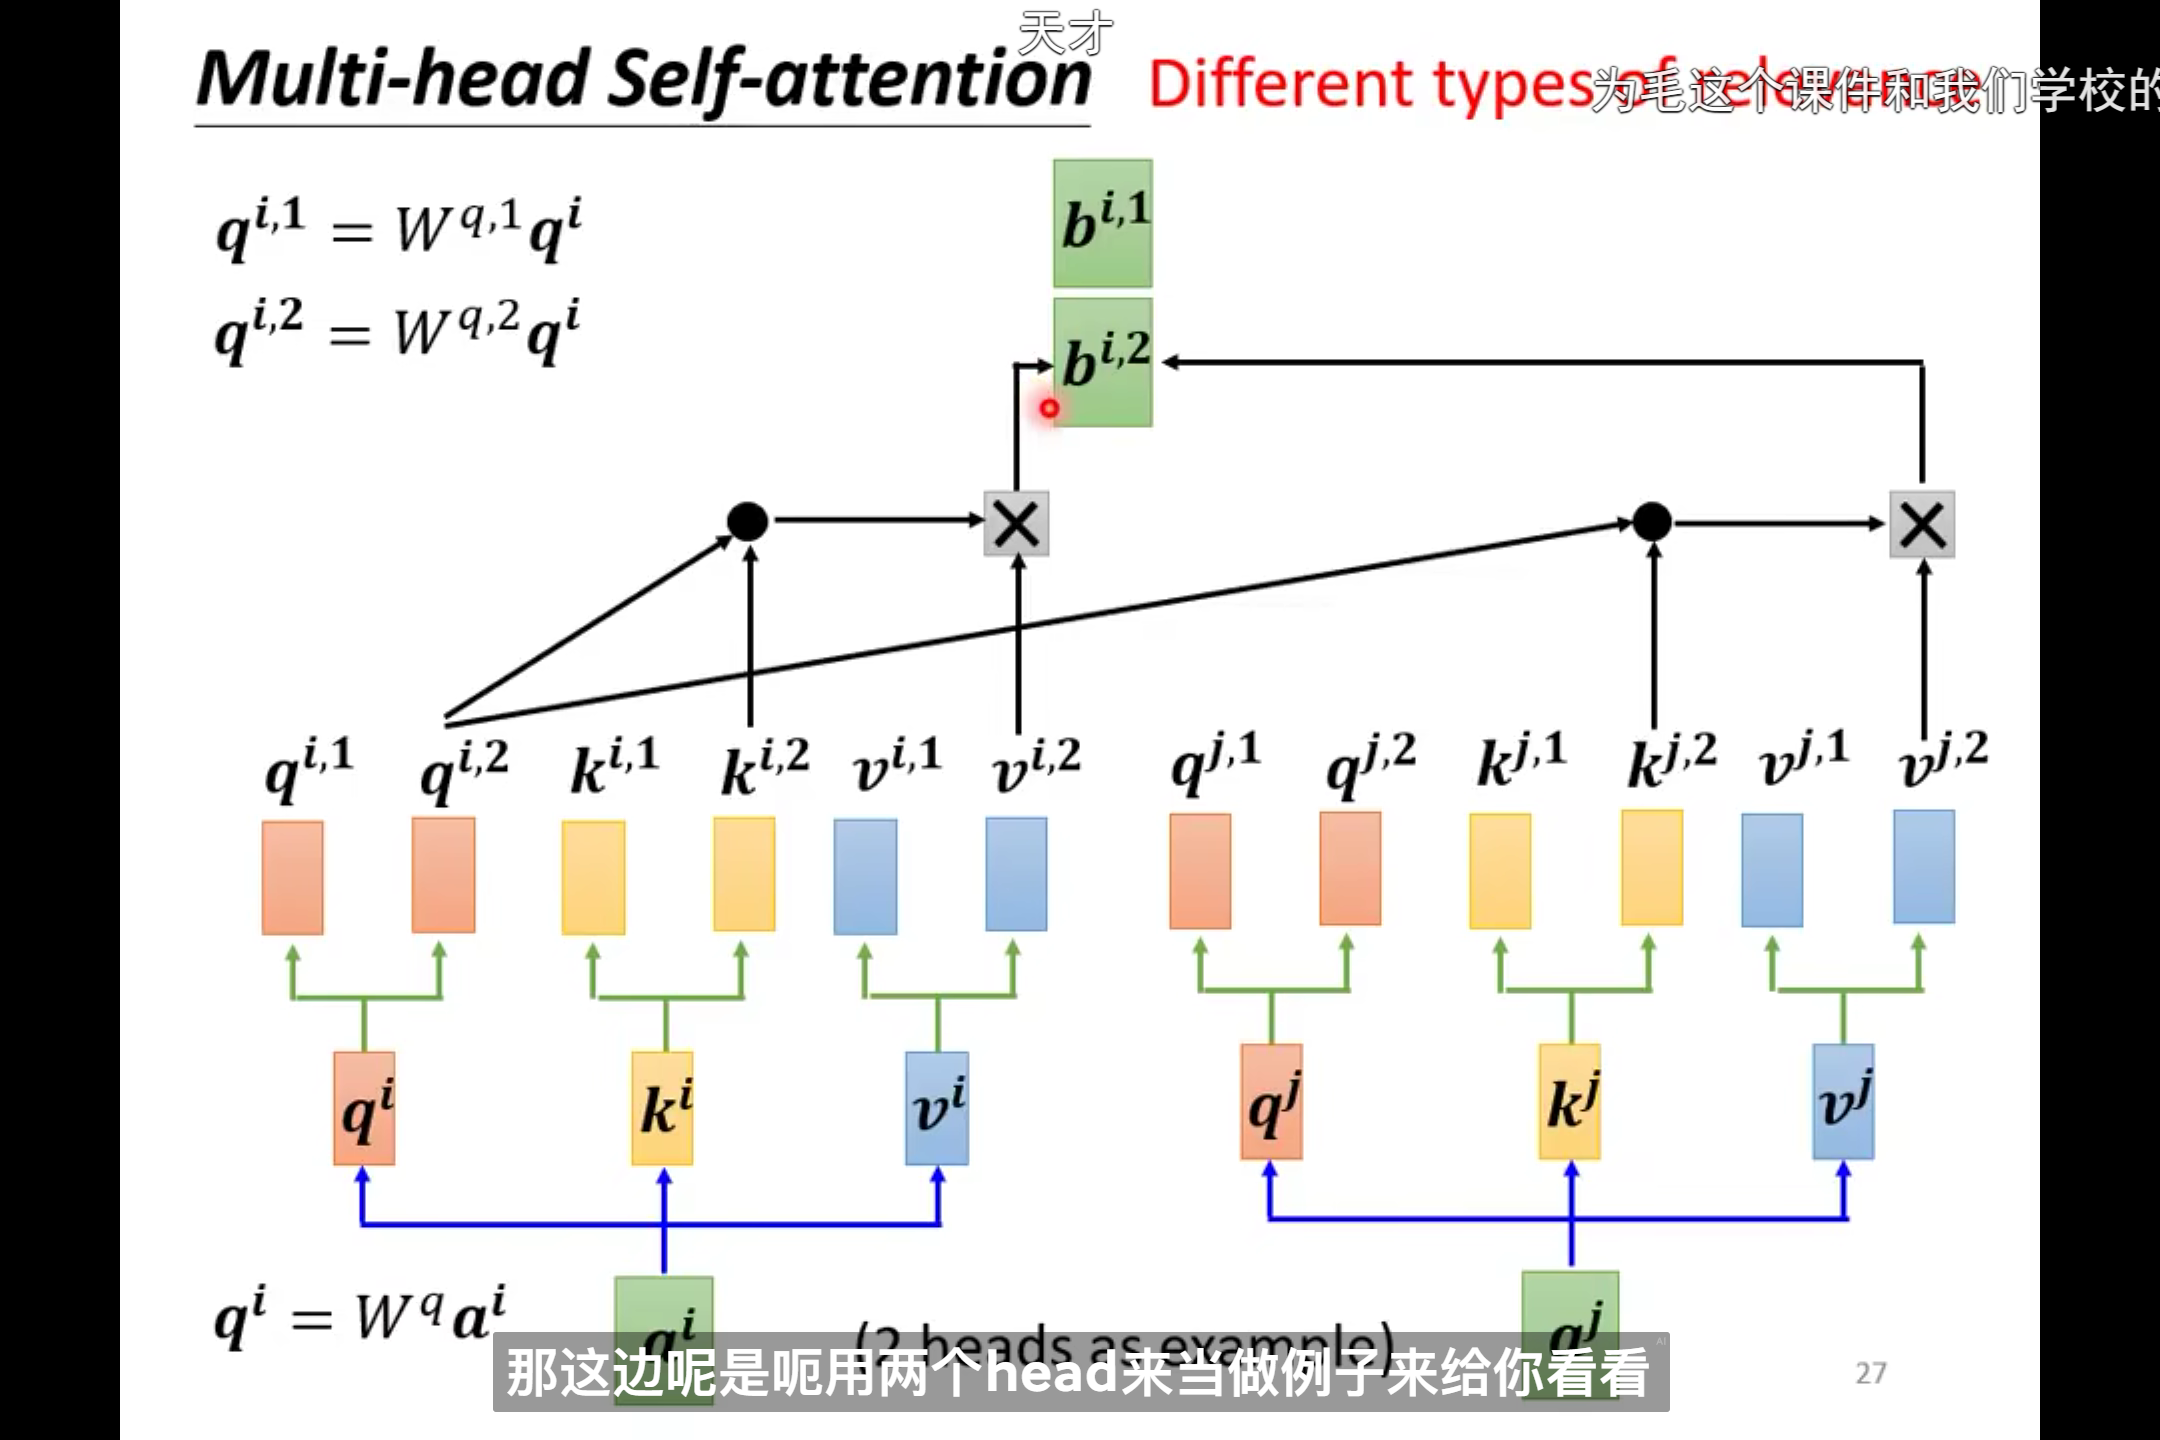 天才
Multi-head Self-attention Different types of relevance
为毛这个课件和我们学校的
q^{i,1} = W^{q,1}q^i
b^{i,1}
q^{i,2} = W^{q,2}q^i
b^{i,2}
q^{i,1} q^{i,2} k^{i,1} k^{i,2} v^{i,1} v^{i,2} q^{j,1} q^{j,2} k^{j,1} k^{j,2} v^{j,1} v^{j,2}
q^i k^i v^i q^j k^j v^j
q^i = W^q a^i
a^i (2 heads as example) a^j
那这边呢是呃用两个head来当做例子来给你看看
AI
27